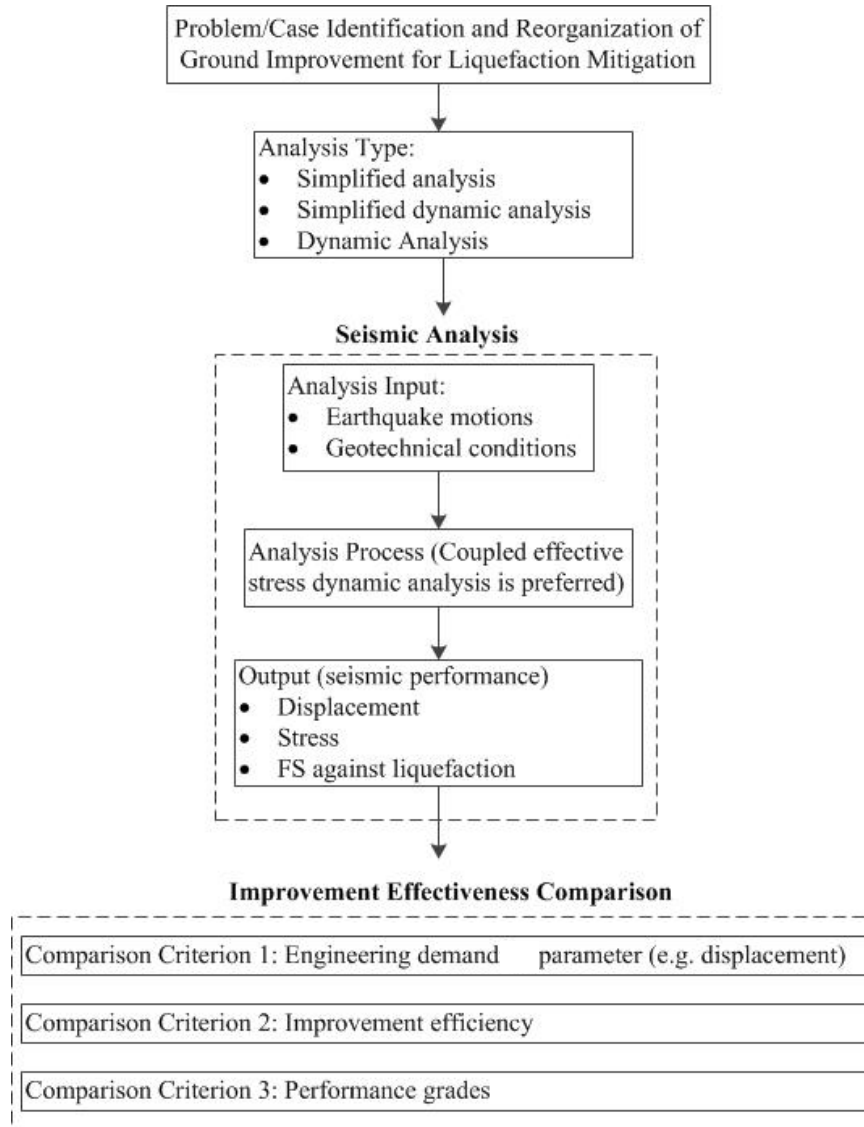 Problem/Case Identification and Reorganization of
Ground Improvement for Liquefaction Mitigation
Analysis Type:
• Simplified analysis
• Simplified dynamic analysis
• Dynamic Analysis
Seismic Analysis
Analysis Input:
• Earthquake motions
• Geotechnical conditions
Analysis Process (Coupled effective
stress dynamic analysis is preferred)
Output (seismic performance)
• Displacement
• Stress
• FS against liquefaction
Improvement Effectiveness Comparison
Comparison Criterion 1: Engineering demand parameter (e.g. displacement)
Comparison Criterion 2: Improvement efficiency
Comparison Criterion 3: Performance grades